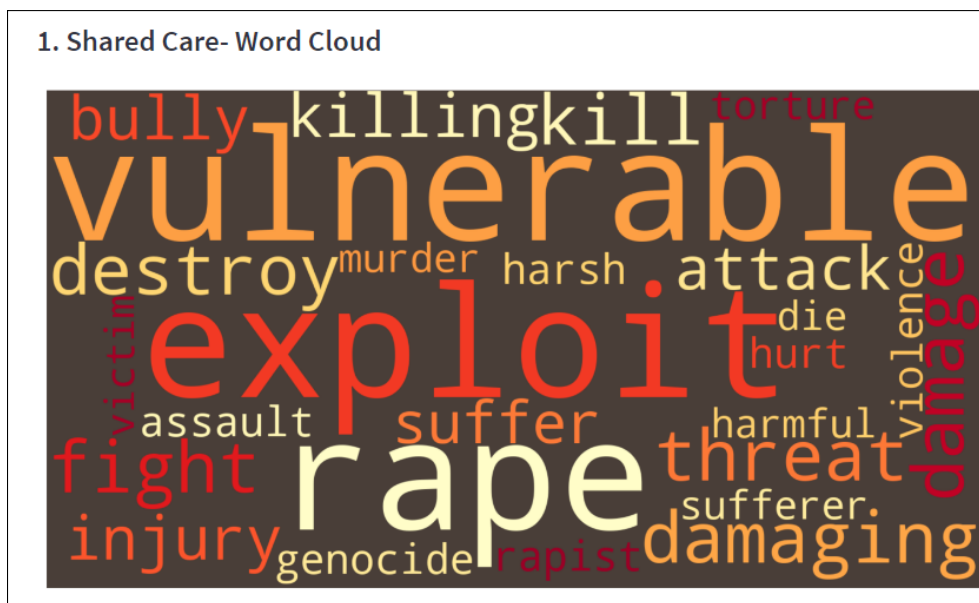 1. Shared Care- Word Cloud
bully killing kill torture
vulnerable
destroy murder harsh attack violence damage
victim exploit die
hurt
assault suffer harmful
fight rape threat
sufferer
injury genocide rapist damaging